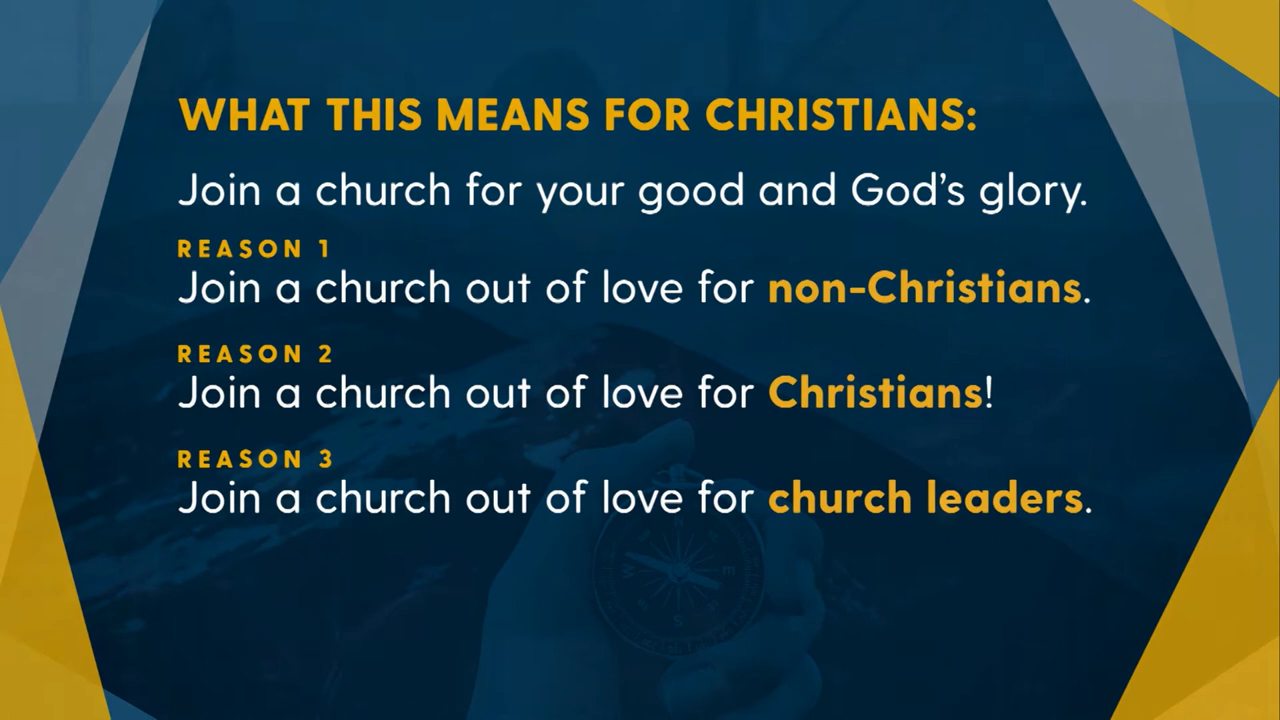 WHAT THIS MEANS FOR CHRISTIANS:
Join a church for your good and God’s glory.
REASON 1
Join a church out of love for non-Christians.
REASON 2
Join a church out of love for Christians!
REASON 3
Join a church out of love for church leaders.
W E
S